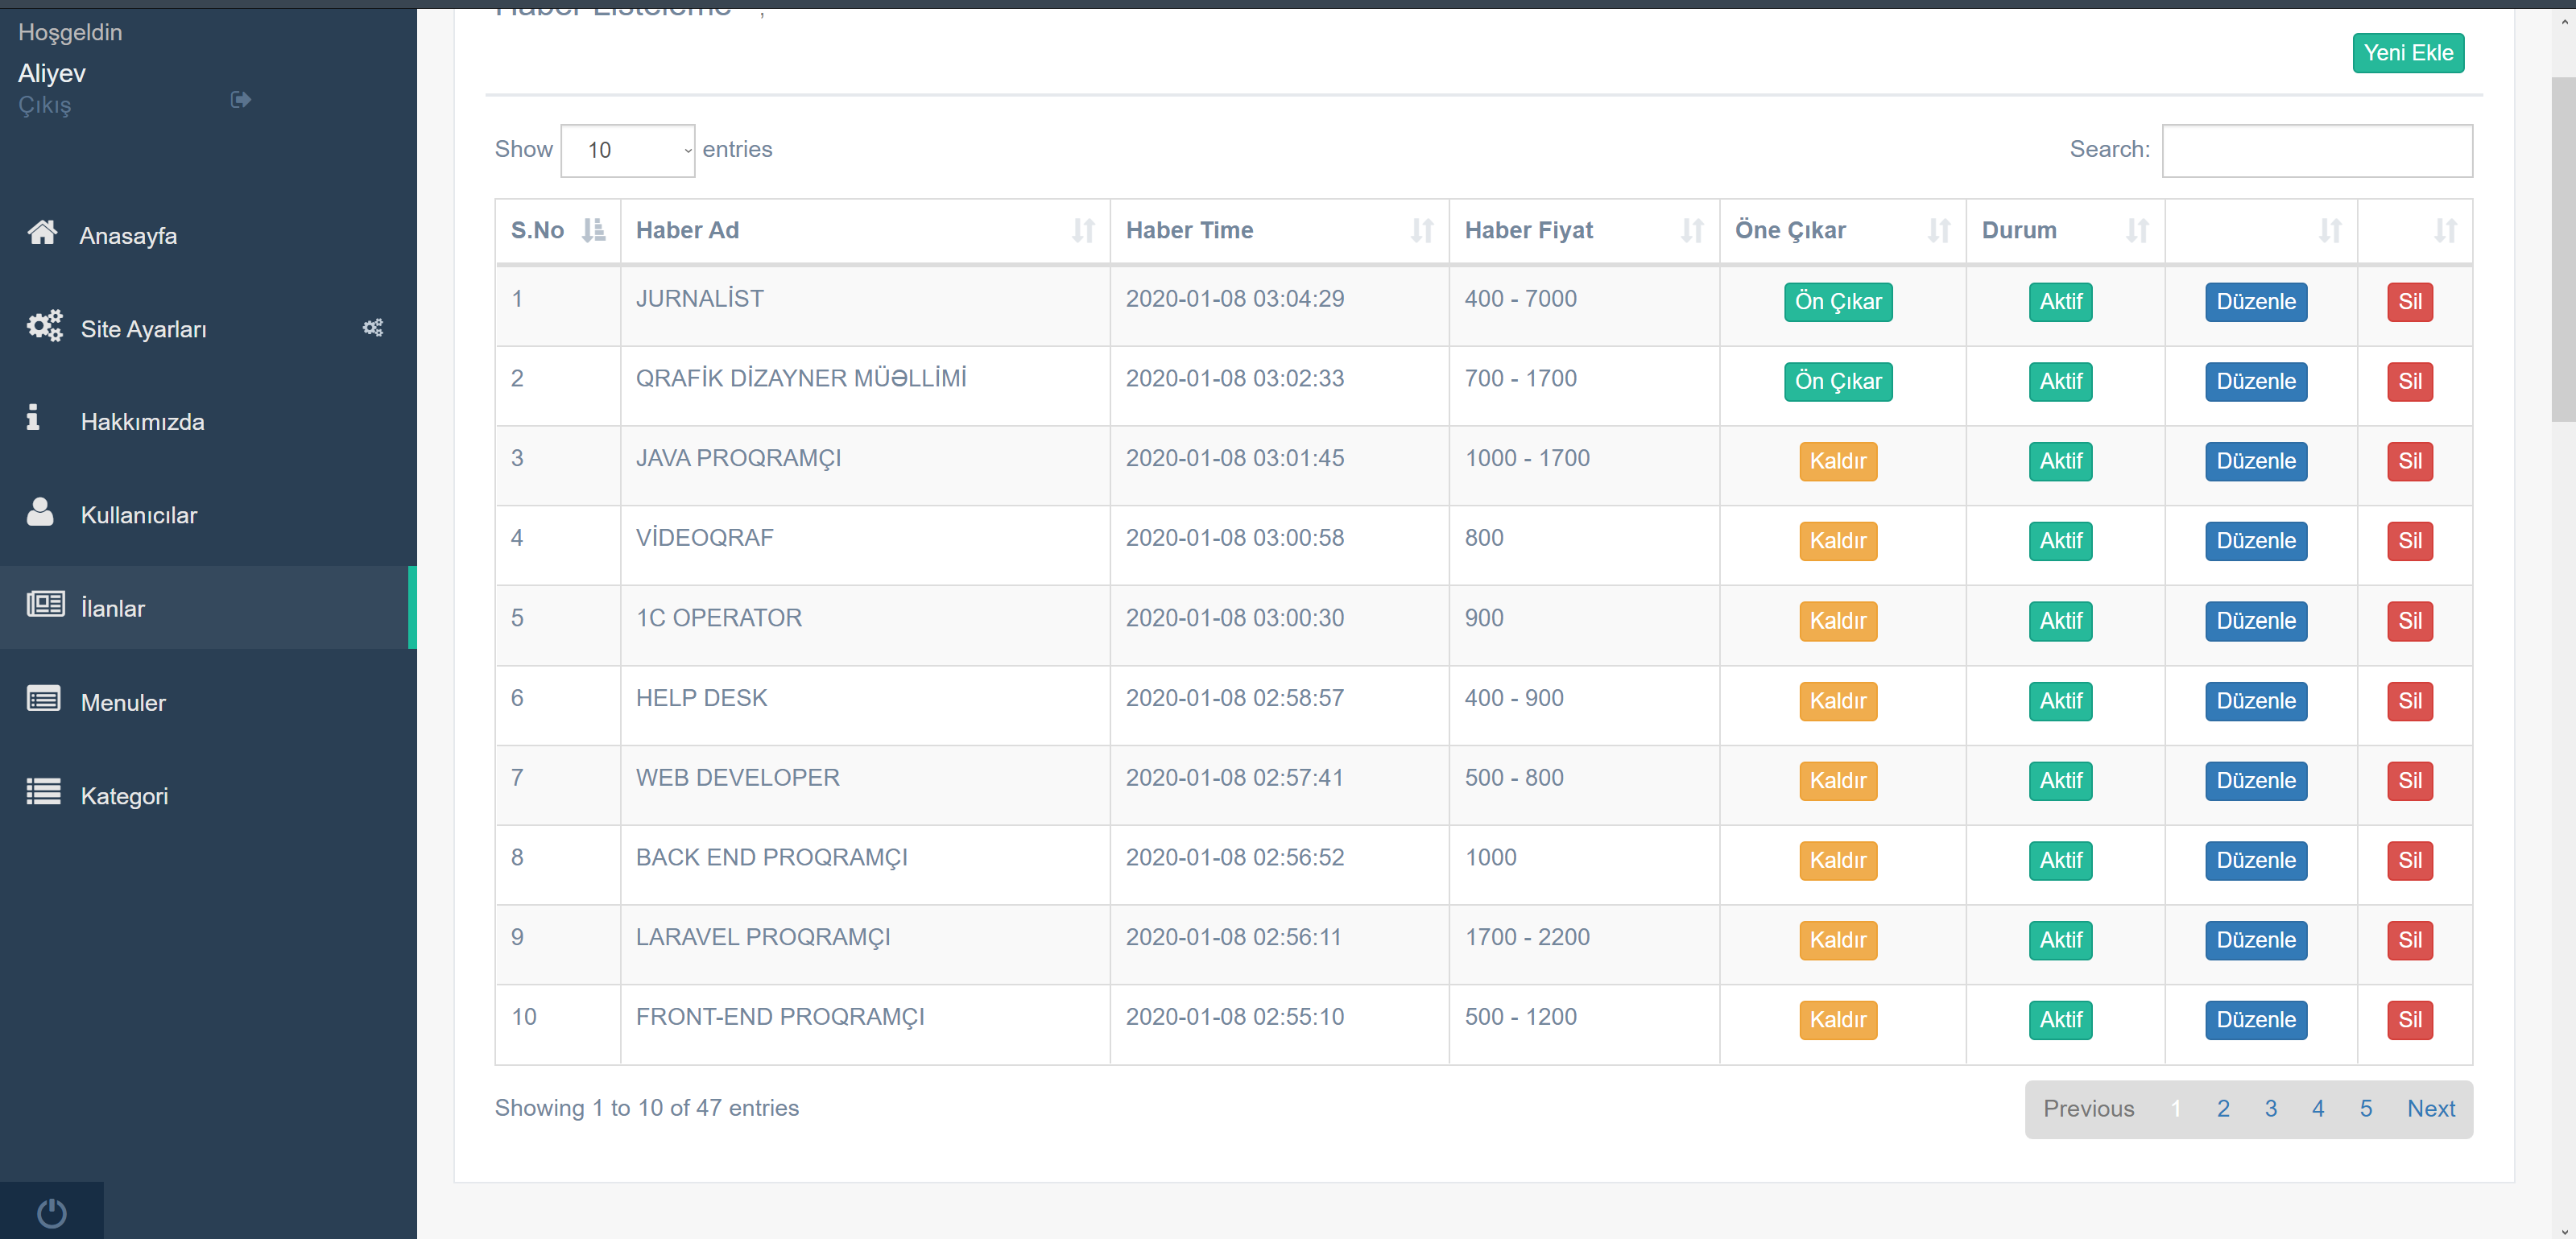 Haber Listeleme ,
Hoşgeldin
Aliyev
Çıkış
Anasayfa
Site Ayarları
Hakkımızda
Kullanıcılar
İlanlar
Menuler
Kategori
Yeni Ekle
Show 10 entries Search:
S.No Haber Ad Haber Time Haber Fiyat Öne Çıkar Durum
1 JURNALİST 2020-01-08 03:04:29 400 - 7000 Ön Çıkar Aktif Düzenle Sil
2 QRAFİK DİZAYNER MÜƏLLİMİ 2020-01-08 03:02:33 700 - 1700 Ön Çıkar Aktif Düzenle Sil
3 JAVA PROQRAMÇI 2020-01-08 03:01:45 1000 - 1700 Kaldır Aktif Düzenle Sil
4 VİDEOQRAF 2020-01-08 03:00:58 800 Kaldır Aktif Düzenle Sil
5 1C OPERATOR 2020-01-08 03:00:30 900 Kaldır Aktif Düzenle Sil
6 HELP DESK 2020-01-08 02:58:57 400 - 900 Kaldır Aktif Düzenle Sil
7 WEB DEVELOPER 2020-01-08 02:57:41 500 - 800 Kaldır Aktif Düzenle Sil
8 BACK END PROQRAMÇI 2020-01-08 02:56:52 1000 Kaldır Aktif Düzenle Sil
9 LARAVEL PROQRAMÇI 2020-01-08 02:56:11 1700 - 2200 Kaldır Aktif Düzenle Sil
10 FRONT-END PROQRAMÇI 2020-01-08 02:55:10 500 - 1200 Kaldır Aktif Düzenle Sil
Showing 1 to 10 of 47 entries
Previous 1 2 3 4 5 Next